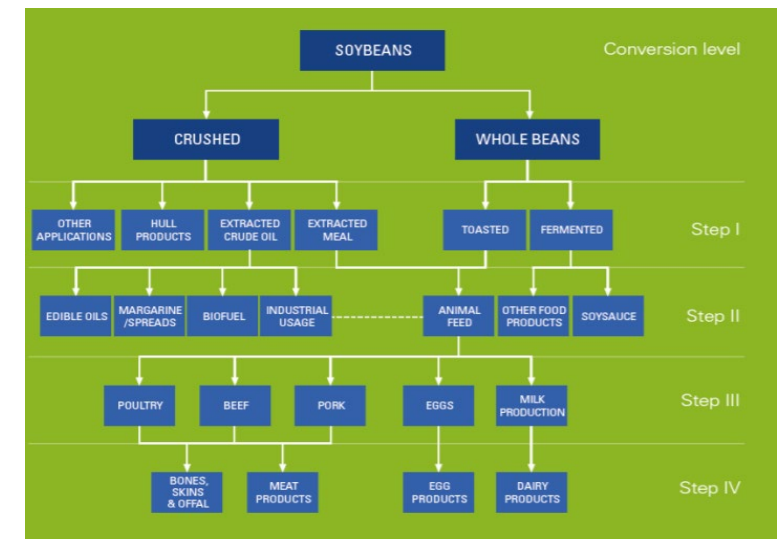 SOYBEANS
Conversion level
CRUSHED
WHOLE BEANS
OTHER
APPLICATIONS
HULL
PRODUCTS
EXTRACTED
CRUDE OIL
EXTRACTED
MEAL
TOASTED
FERMENTED
Step I
EDIBLE OILS
MARGARINE
/SPREADS
BIOFUEL
INDUSTRIAL
USAGE
ANIMAL
FEED
OTHER FOOD
PRODUCTS
SOYSAUCE
Step II
POULTRY
BEEF
PORK
EGGS
MILK
PRODUCTION
Step III
BONES,
SKINS
& OFFAL
MEAT
PRODUCTS
EGG
PRODUCTS
DAIRY
PRODUCTS
Step IV